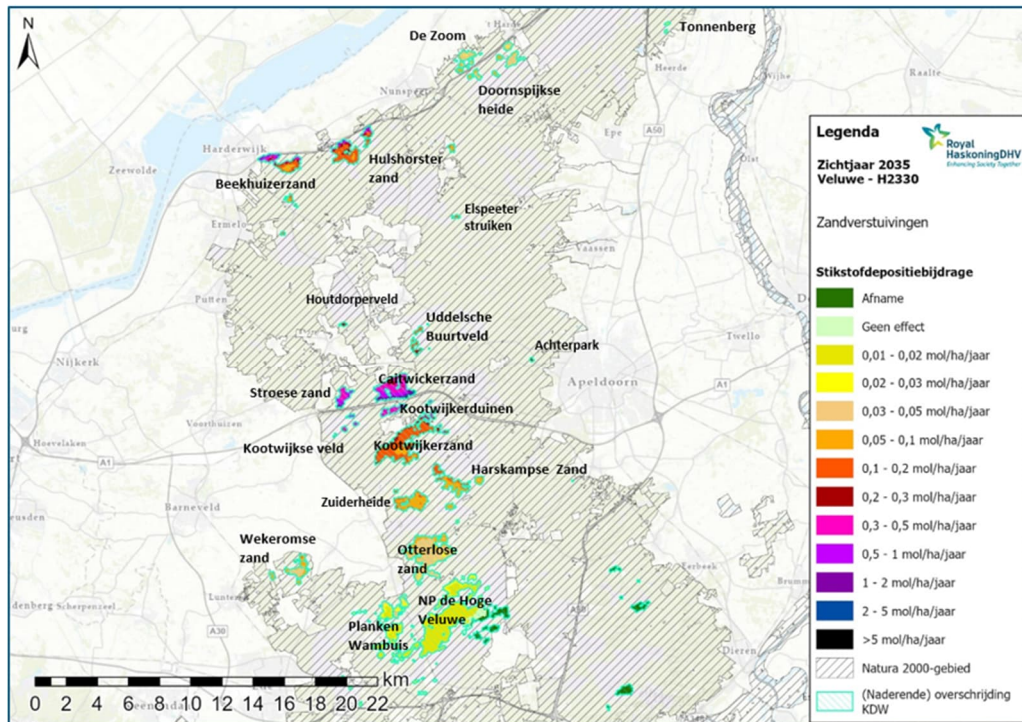 N
De Zoom
't Harde
Tonnenberg
Heerde
Wijhe
Raalte
Doornspijkse
heide
Nunspeet
Epe
A50
Olst
Harderwijk
Zeewolde
Hulshorster
zand
Beekhuizerzand
Ermelo
Elspeeter
struiken
Vaassen
Putten
Houtdorperveld
Uddelsche
Buurtveld
Achterpark
Twello
Nijkerk
Apeldoorn
A1
Stroese zand
Caitwickerzand
Kootwijkerduinen
Voorthuizen
Hoevelaken
Kootwijkse veld
Kootwijkerzand
A1
Harskampse Zand
Zuiderheide
Barneveld
Wekeromse
zand
Otterlose
zand
Lunteren
Scherpenzeel
A30
NP de Hoge
Veluwe
Planken
Wambuis
A50
Dieren
0 2 4 6 8 10 12 14 16 18 20 22
km
Legenda
Royal
HaskoningDHV
Enhancing Society Together
Zichtjaar 2035
Veluwe - H2330
Zandverstuivingen
Stikstofdepositiebijdrage
Afname
Geen effect
0,01 - 0,02 mol/ha/jaar
0,02 - 0,03 mol/ha/jaar
0,03 - 0,05 mol/ha/jaar
0,05 - 0,1 mol/ha/jaar
0,1 - 0,2 mol/ha/jaar
0,2 - 0,3 mol/ha/jaar
0,3 - 0,5 mol/ha/jaar
0,5 - 1 mol/ha/jaar
1 - 2 mol/ha/jaar
2 - 5 mol/ha/jaar
>5 mol/ha/jaar
Natura 2000-gebied
(Naderende) overschrijding
KDW